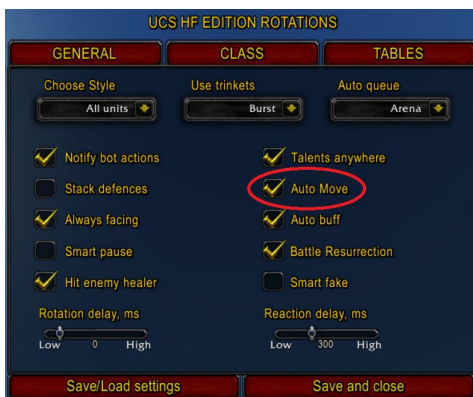 UCS HF EDITION ROTATIONS
GENERAL CLASS TABLES
Choose Style Use trinkets Auto queue
All units Burst Arena
Notify bot actions Talents anywhere
Stack defences Auto Move
Always facing Auto buff
Smart pause Battle Resurrection
Hit enemy healer Smart fake
Rotation delay, ms Reaction delay, ms
Low 0 High Low 300 High
Save/Load settings Save and close